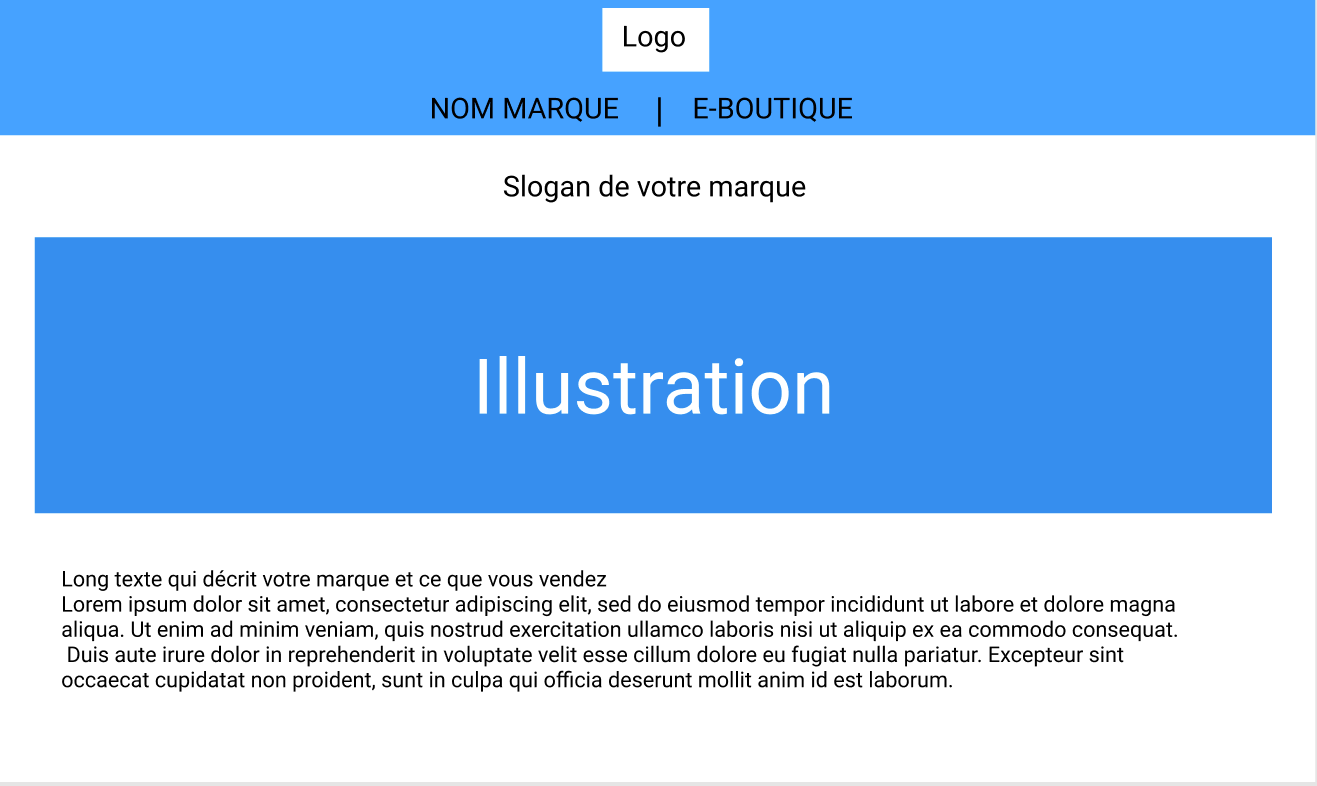 Logo
NOM MARQUE | E-BOUTIQUE
Slogan de votre marque
Illustration
Long texte qui décrit votre marque et ce que vous vendez
Lorem ipsum dolor sit amet, consectetur adipiscing elit, sed do eiusmod tempor incididunt ut labore et dolore magna
aliqua. Ut enim ad minim veniam, quis nostrud exercitation ullamco laboris nisi ut aliquip ex ea commodo consequat.
Duis aute irure dolor in reprehenderit in voluptate velit esse cillum dolore eu fugiat nulla pariatur. Excepteur sint
occaecat cupidatat non proident, sunt in culpa qui officia deserunt mollit anim id est laborum.